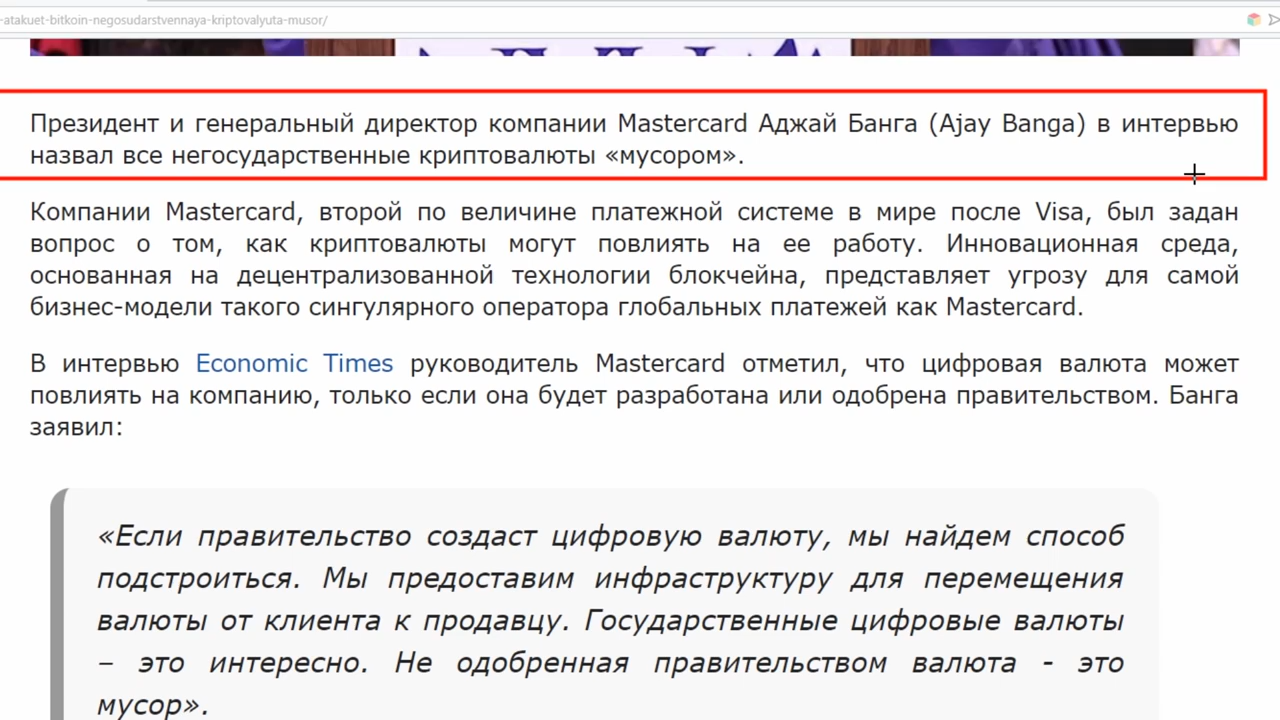 -atakuet-bitkoin-negosudarstvennaya-kriptovalyuta-musor/
Президент и генеральный директор компании Mastercard Аджай Банга (Ajay Banga) в интервью
назвал все негосударственные криптовалюты «мусором».
Компании Mastercard, второй по величине платежной системе в мире после Visa, был задан
вопрос о том, как криптовалюты могут повлиять на ее работу. Инновационная среда,
основанная на децентрализованной технологии блокчейна, представляет угрозу для самой
бизнес-модели такого сингулярного оператора глобальных платежей как Mastercard.
В интервью Economic Times руководитель Mastercard отметил, что цифровая валюта может
повлиять на компанию, только если она будет разработана или одобрена правительством. Банга
заявил:
«Если правительство создаст цифровую валюту, мы найдем способ
подстроиться. Мы предоставим инфраструктуру для перемещения
валюты от клиента к продавцу. Государственные цифровые валюты
– это интересно. Не одобренная правительством валюта - это
мусор».